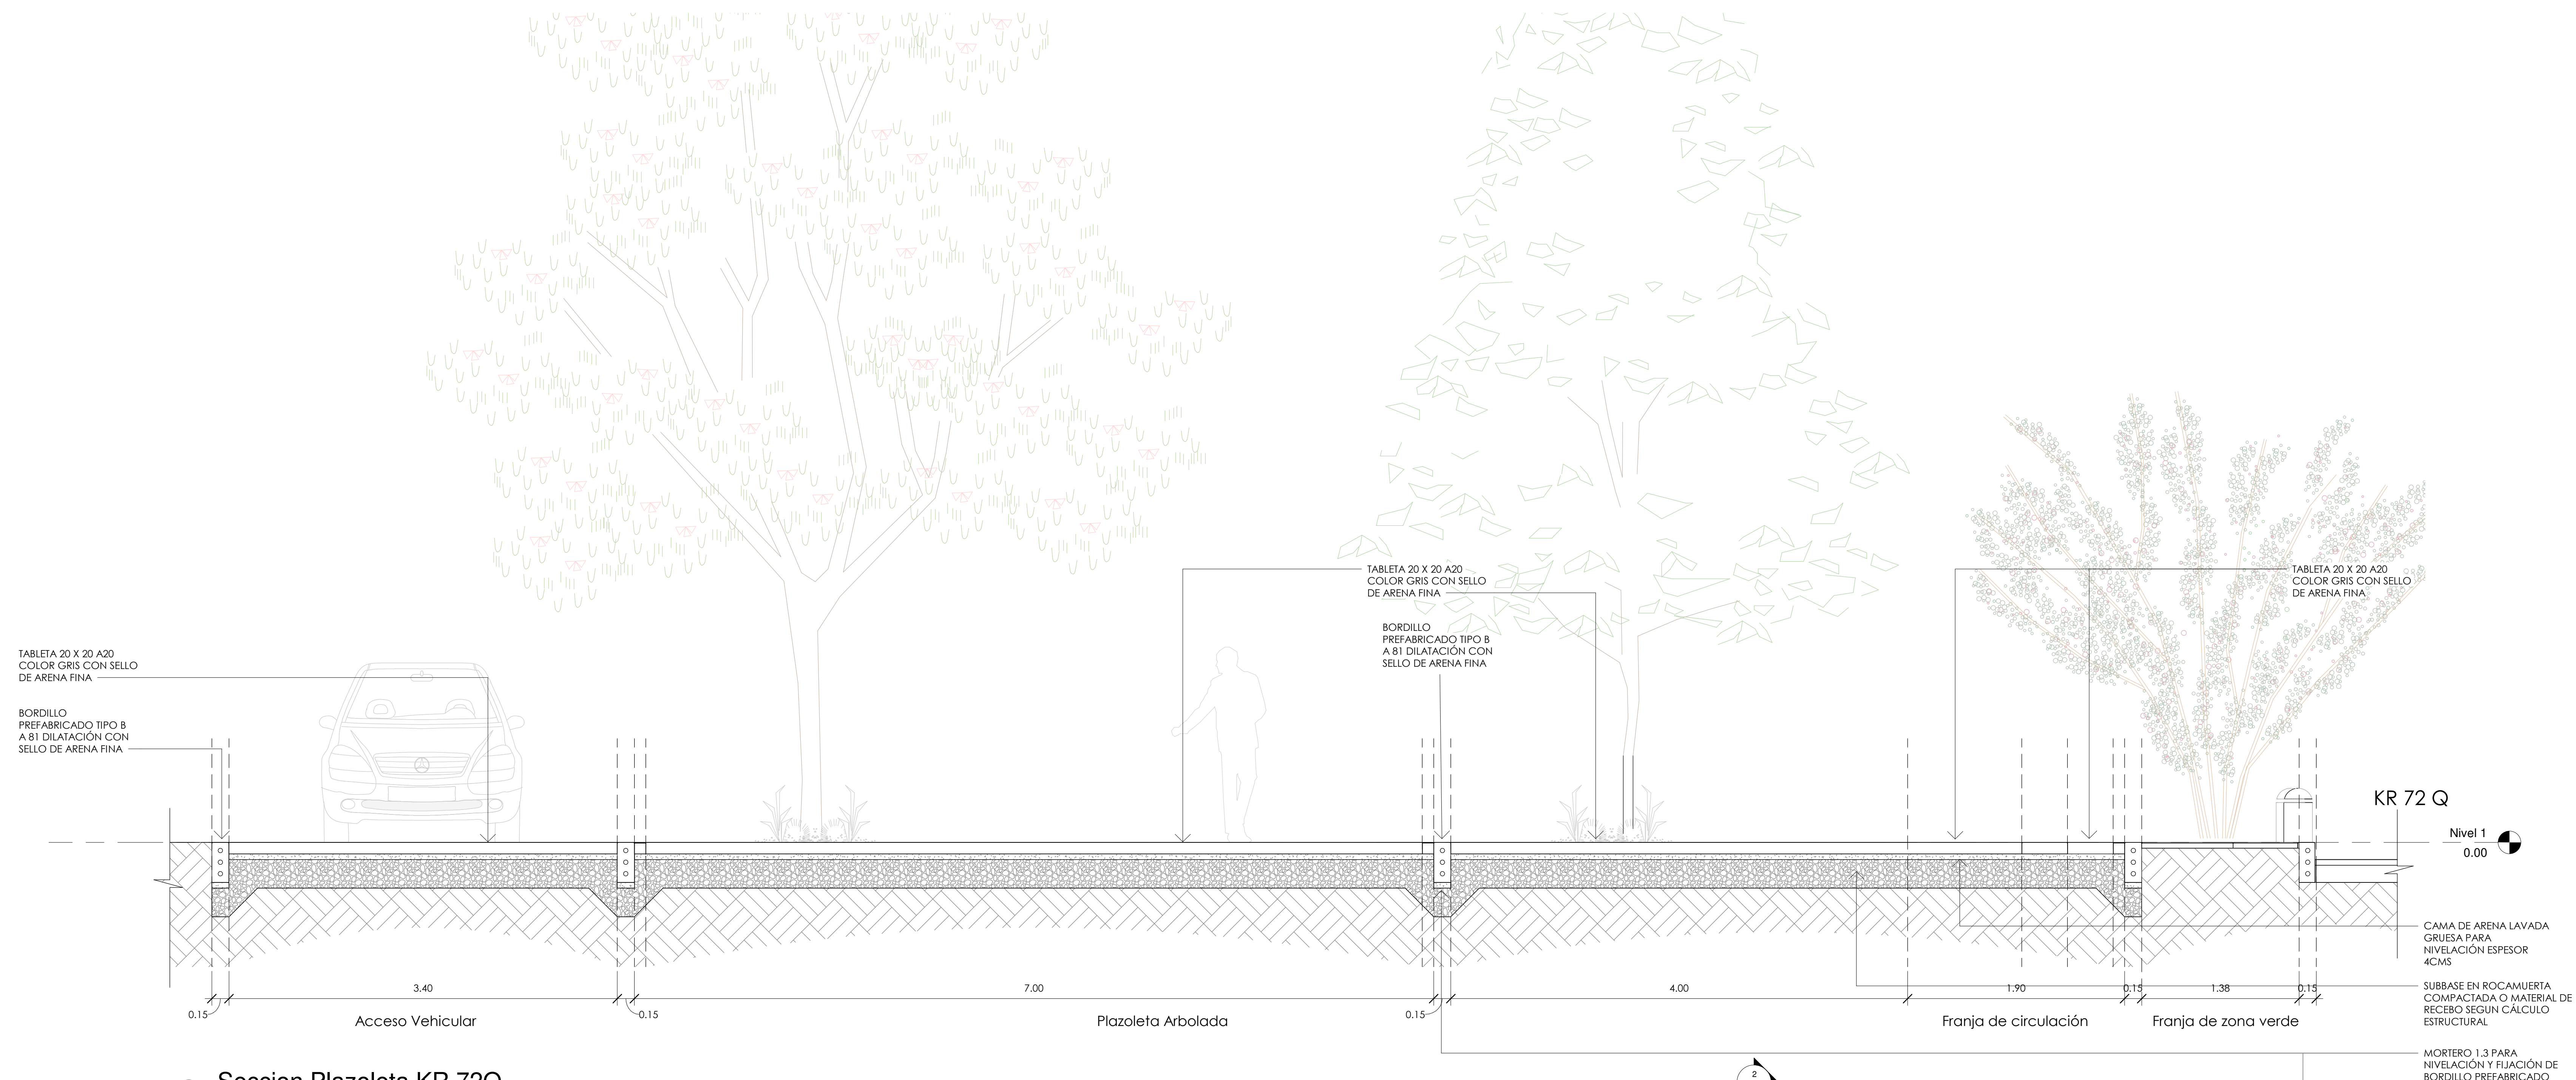 TABLETA 20 X 20 A20
COLOR GRIS CON SELLO
DE ARENA FINA
TABLETA 20 X 20 A20
COLOR GRIS CON SELLO
DE ARENA FINA
BORDILLO
PREFABRICADO TIPO B
A 81 DILATACIÓN CON
SELLO DE ARENA FINA
TABLETA 20 X 20 A20
COLOR GRIS CON SELLO
DE ARENA FINA
BORDILLO
PREFABRICADO TIPO B
A 81 DILATACIÓN CON
SELLO DE ARENA FINA
KR 72 Q
Nivel 1
0.00
CAMA DE ARENA LAVADA
GRUESA PARA
NIVELACIÓN ESPESOR
4CMS
3.40
7.00
4.00
1.90
0.15
1.38
0.15
SUBBASE EN ROCAMUERTA
COMPACTADA O MATERIAL DE
RECEBO SEGUN CÁLCULO
ESTRUCTURAL
0.15
0.15
0.15
Acceso Vehicular
Plazoleta Arbolada
Franja de circulación
Franja de zona verde
MORTERO 1.3 PARA
NIVELACIÓN Y FIJACIÓN DE
BORDILLO PREFABRICADO
2
Seccion Plazoleta KR 72Q